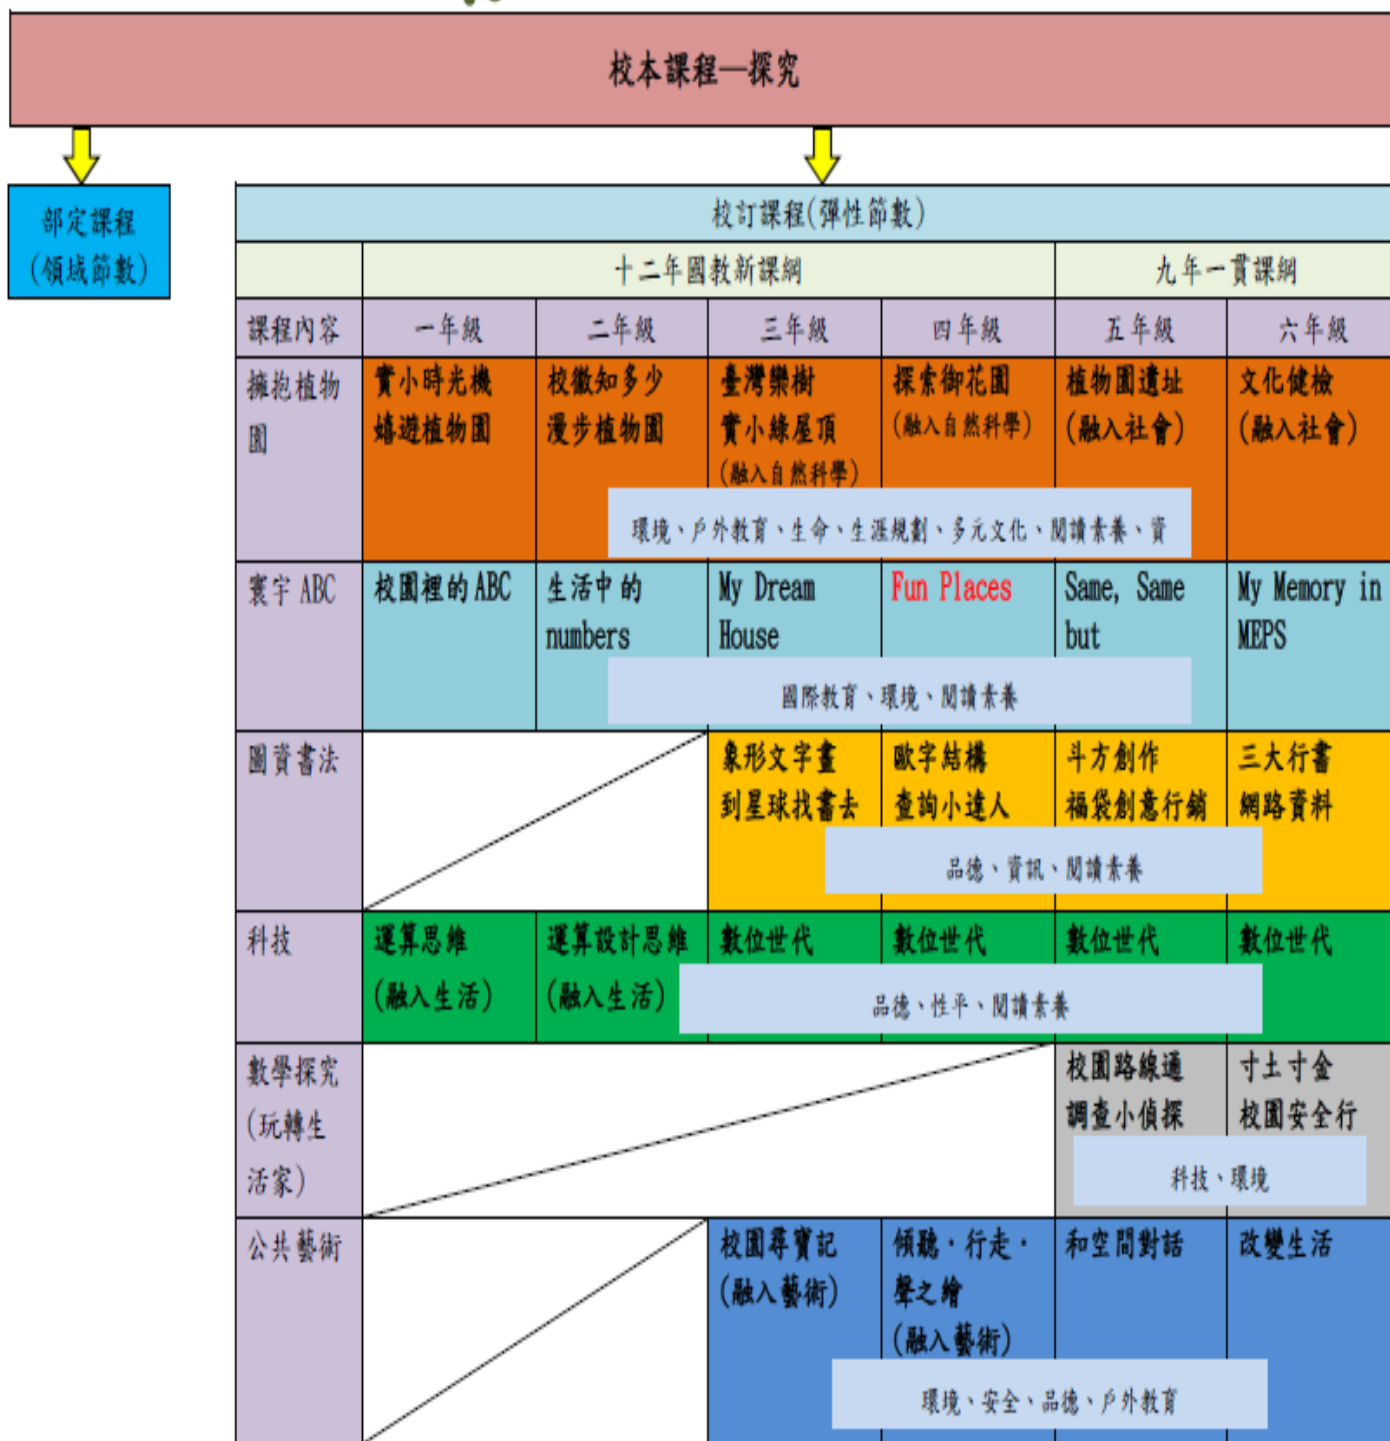 校本課程—探究
部定課程
(領域節數)
校訂課程(彈性節數)
十二年國教新課綱
九年一貫課綱
課程內容
一年級
二年級
三年級
四年級
五年級
六年級
擁抱植物
園
實小時光機
嬉遊植物園
校徽知多少
漫步植物園
臺灣欒樹
實小綠屋頂
(融入自然科學)
探索御花園
(融入自然科學)
植物園遺址
(融入社會)
文化健檢
(融入社會)
環境、戶外教育、生命、生涯規劃、多元文化、閱讀素養、資
寰宇 ABC
校園裡的 ABC
生活中的
numbers
My Dream
House
Fun Places
Same, Same
but
My Memory in
MEPS
國際教育、環境、閱讀素養
圖資書法
象形文字畫
到星球找書去
歐字結構
查詢小達人
斗方創作
福袋創意行銷
三大行書
網路資料
品德、資訊、閱讀素養
科技
運算思維
(融入生活)
運算設計思維
(融入生活)
數位世代
數位世代
數位世代
數位世代
品德、性平、閱讀素養
數學探究
(玩轉生
活家)
校園路線通
調查小偵探
寸土寸金
校園安全行
科技、環境
公共藝術
校園尋寶記
(融入藝術)
傾聽·行走·
聲之繪
(融入藝術)
和空間對話
改變生活
環境、安全、品德、戶外教育